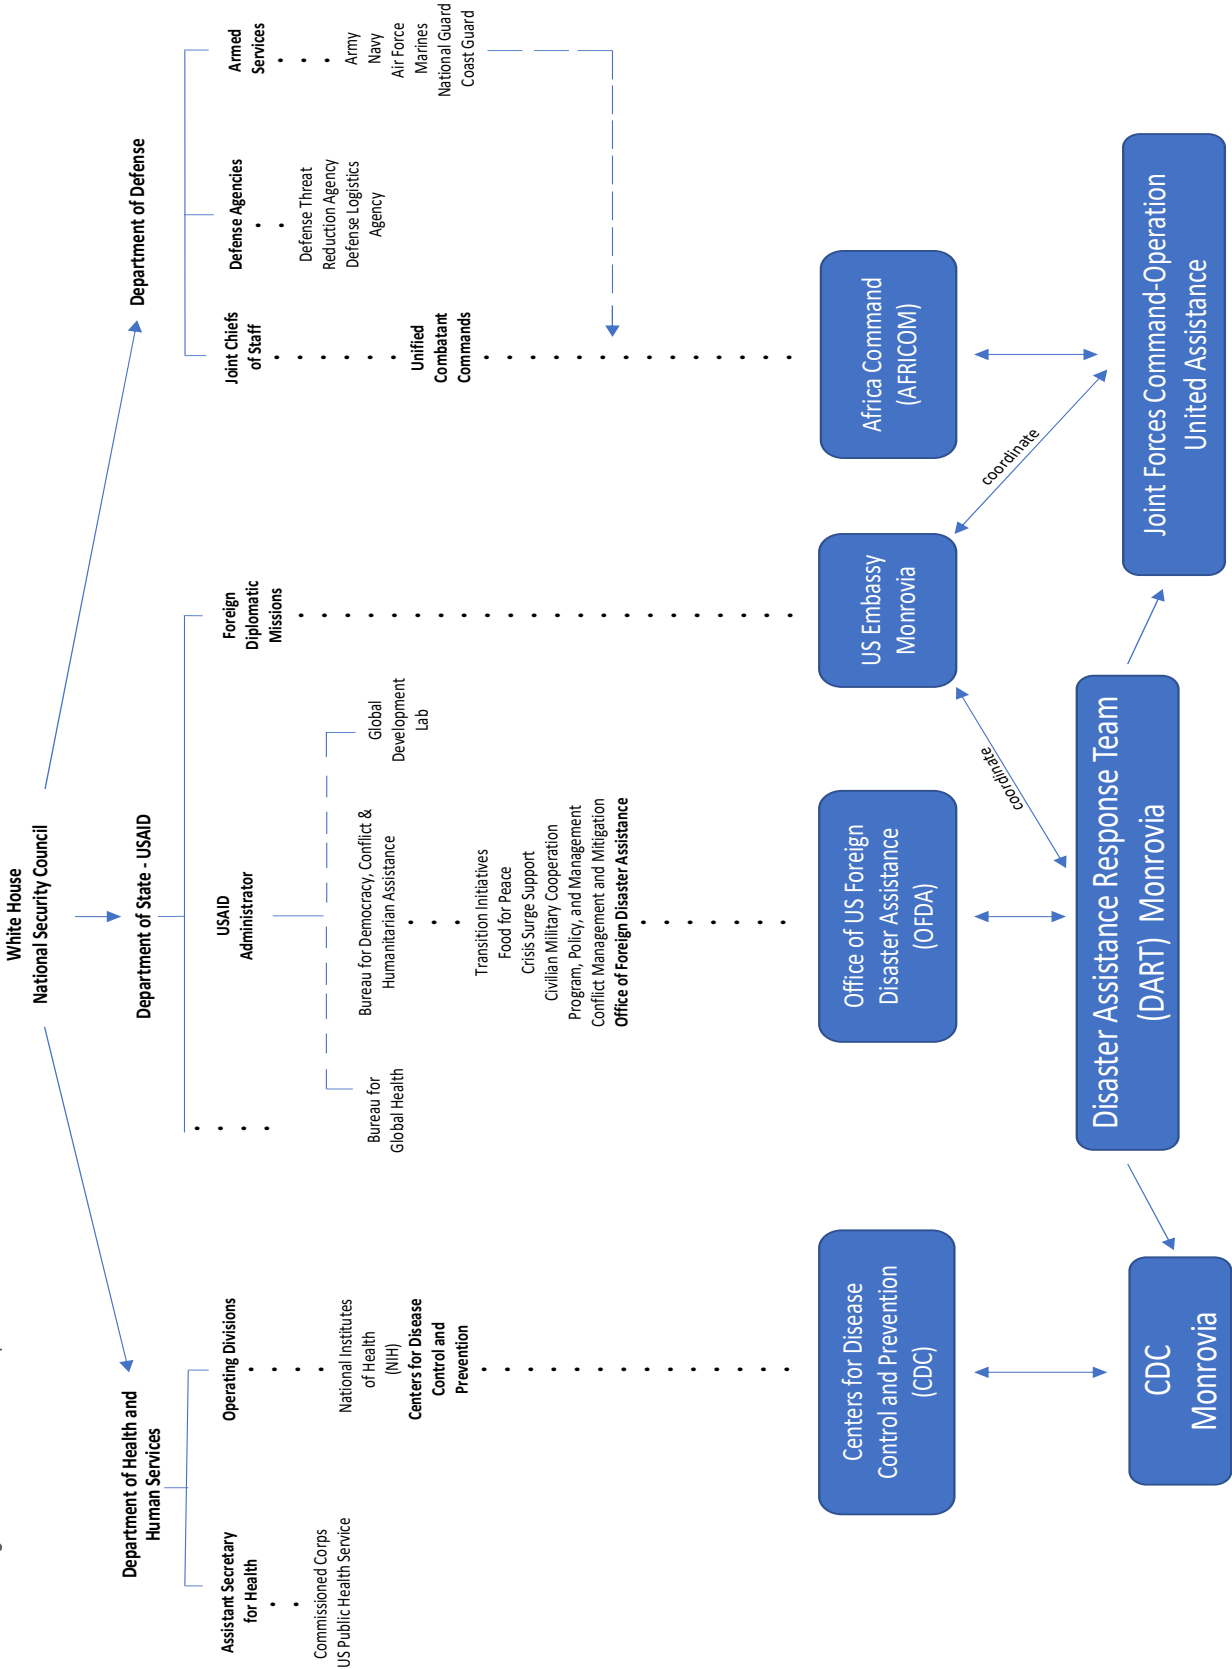 White House
National Security Council
Department of Health and
Human Services
Department of State - USAID
Department of Defense
Assistant Secretary
for Health
Commissioned Corps
US Public Health Service
Operating Divisions
National Institutes
of Health
(NIH)
Centers for Disease
Control and
Prevention
USAID
Administrator
Bureau for
Global Health
Bureau for Democracy, Conflict &
Humanitarian Assistance
Transition Initiatives
Food for Peace
Crisis Surge Support
Civilian Military Cooperation
Program, Policy, and Management
Conflict Management and Mitigation
Office of Foreign Disaster Assistance
Global
Development
Lab
Foreign
Diplomatic
Missions
Joint Chiefs
of Staff
Unified
Combatant
Commands
Defense Agencies
Defense Threat
Reduction Agency
Defense Logistics
Agency
Armed
Services
Army
Navy
Air Force
Marines
National Guard
Coast Guard
Centers for Disease
Control and Prevention
(CDC)
Office of US Foreign
Disaster Assistance
(OFDA)
US Embassy
Monrovia
Africa Command
(AFRICOM)
coordinate
coordinate
CDC
Monrovia
Disaster Assistance Response Team
(DART) Monrovia
Joint Forces Command-Operation
United Assistance